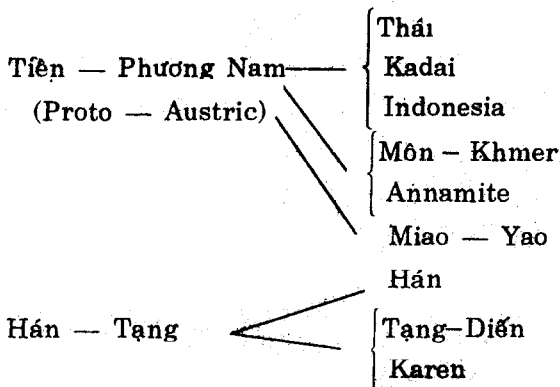 Thái
Tiền — Phương Nam
Kadai
(Proto — Austric)
Indonesia
Môn – Khmer
Annamite
Miao — Yao
Hán
Hán — Tạng
Tạng–Diến
Karen